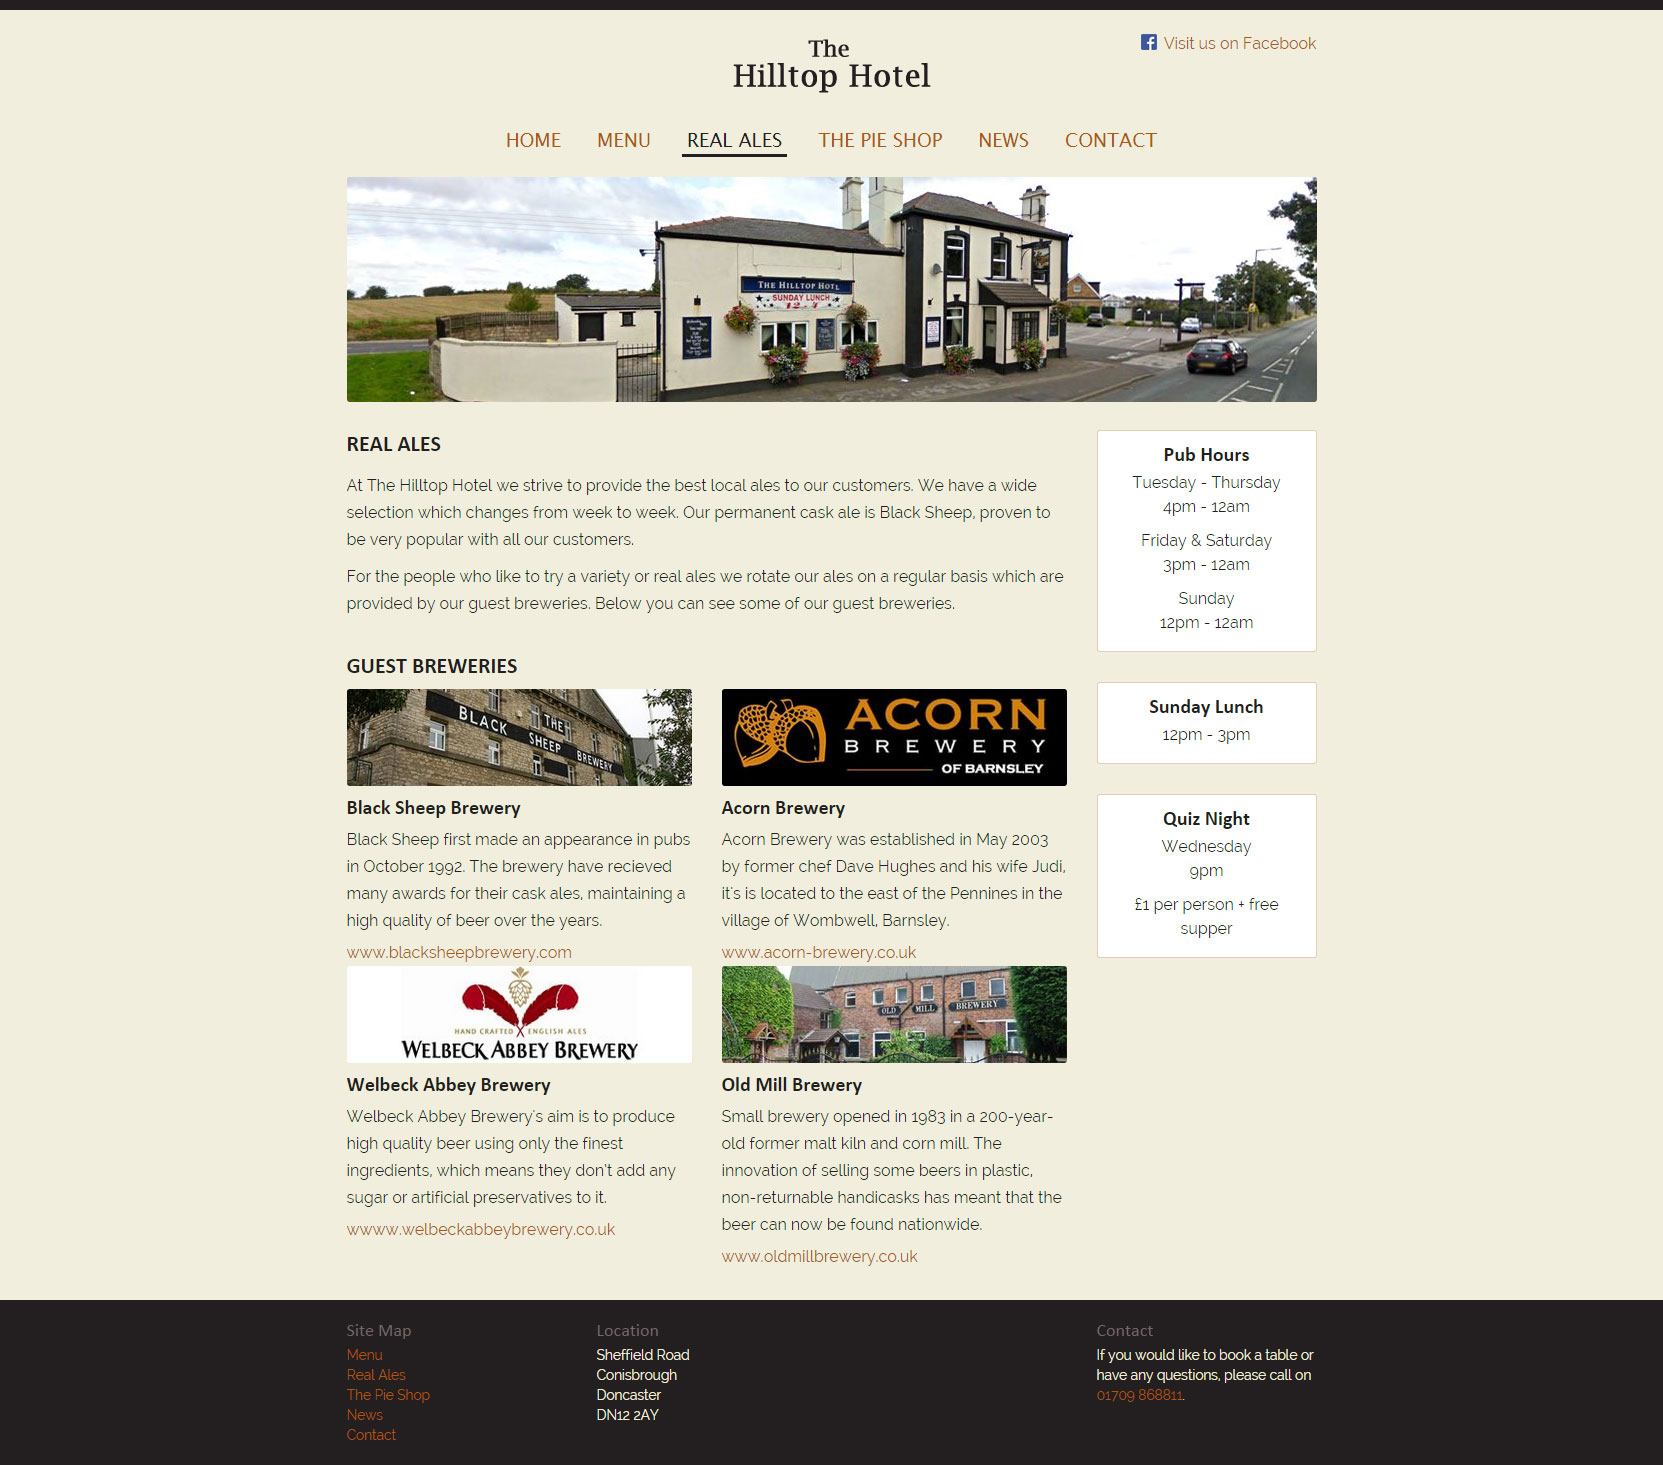 The
Hilltop Hotel
Visit us on Facebook
HOME MENU REAL ALES THE PIE SHOP NEWS CONTACT
THE HILLTOP HOTL
SUNDAY LUNCH
12-4
REAL ALES
At The Hilltop Hotel we strive to provide the best local ales to our customers. We have a wide
selection which changes from week to week. Our permanent cask ale is Black Sheep, proven to
be very popular with all our customers.
For the people who like to try a variety or real ales we rotate our ales on a regular basis which are
provided by our guest breweries. Below you can see some of our guest breweries.
GUEST BREWERIES
BLACK THE
SHEEP BREWERY
Black Sheep Brewery
Black Sheep first made an appearance in pubs
in October 1992. The brewery have recieved
many awards for their cask ales, maintaining a
high quality of beer over the years.
www.blacksheepbrewery.com
ACORN
BREWERY
OF BARNSLEY
Acorn Brewery
Acorn Brewery was established in May 2003
by former chef Dave Hughes and his wife Judi,
it's is located to the east of the Pennines in the
village of Wombwell, Barnsley.
www.acorn-brewery.co.uk
HAND CRAFTED ENGLISH ALES
WELBECK ABBEY BREWERY
Welbeck Abbey Brewery
Welbeck Abbey Brewery's aim is to produce
high quality beer using only the finest
ingredients, which means they don't add any
sugar or artificial preservatives to it.
wwww.welbeckabbeybrewery.co.uk
OLD MILL BREWERY
Old Mill Brewery
Small brewery opened in 1983 in a 200-year-
old former malt kiln and corn mill. The
innovation of selling some beers in plastic,
non-returnable handicasks has meant that the
beer can now be found nationwide.
www.oldmillbrewery.co.uk
Pub Hours
Tuesday - Thursday
4pm - 12am
Friday & Saturday
3pm - 12am
Sunday
12pm - 12am
Sunday Lunch
12pm - 3pm
Quiz Night
Wednesday
9pm
£1 per person + free
supper
Site Map
Menu
Real Ales
The Pie Shop
News
Contact
Location
Sheffield Road
Conisbrough
Doncaster
DN12 2AY
Contact
If you would like to book a table or
have any questions, please call on
01709 868811.